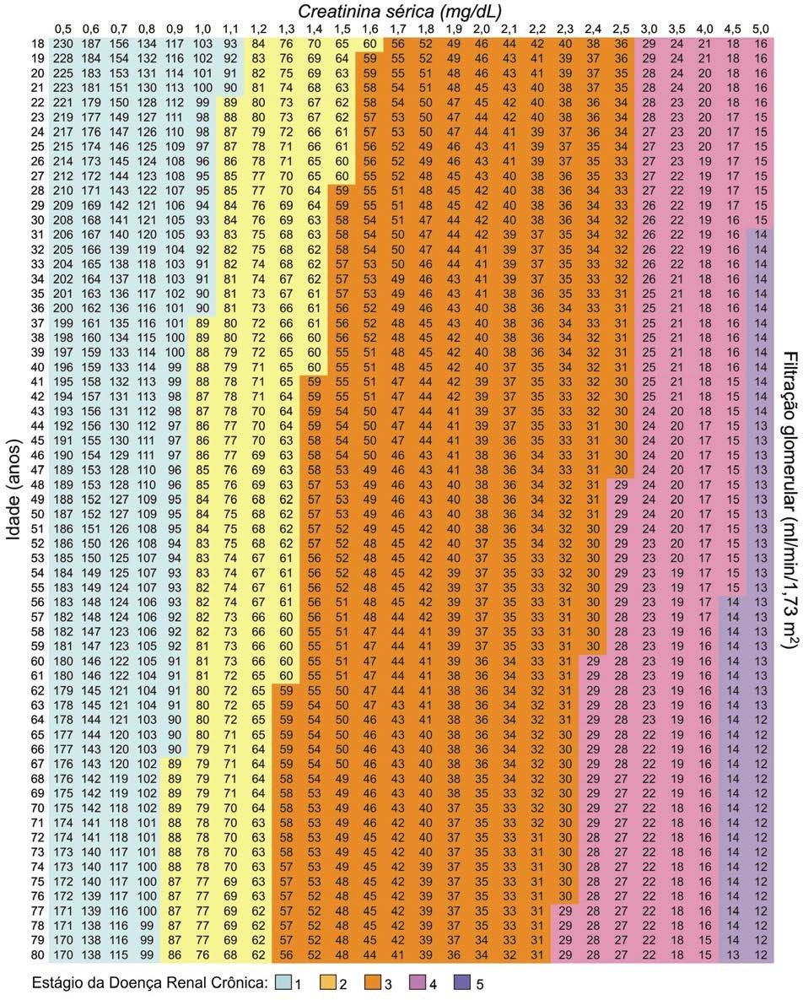 Creatinina sérica (mg/dL)
0,5 0,6 0,7 0,8 0,9 1,0 1,1 1,2 1,3 1,4 1,5 1,6 1,7 1,8 1,9 2,0 2,1 2,2 2,3 2,4 2,5 3,0 3,5 4,0 4,5 5,0
18 230 187 156 134 117 103 93 84 76 70 65 60 56 52 49 46 44 42 40 38 36 29 24 21 18 16
19 228 184 154 132 116 102 92 83 76 69 64 59 55 52 49 46 43 41 39 37 36 29 24 21 18 16
20 225 183 153 131 114 101 91 82 75 69 63 59 55 51 48 46 43 41 39 37 35 28 24 20 18 16
21 223 181 151 130 113 100 90 81 74 68 63 58 54 51 48 45 43 40 38 37 35 28 24 20 18 16
22 221 179 150 128 112 99 89 80 73 67 62 58 54 50 47 45 42 40 38 36 34 28 23 20 18 16
23 219 177 149 127 111 98 88 80 73 67 62 57 53 50 47 44 42 40 38 36 34 28 23 20 17 15
24 217 176 147 126 110 98 87 79 72 66 61 57 53 50 47 44 41 39 37 36 34 27 23 20 17 15
25 215 174 146 125 109 97 87 78 71 66 61 56 52 49 46 43 41 39 37 35 34 27 23 20 17 15
26 214 173 145 124 108 96 86 78 71 65 60 56 52 49 46 43 41 39 37 35 33 27 23 19 17 15
27 212 172 144 123 108 95 85 77 70 65 60 55 52 48 45 43 40 38 36 35 33 27 22 19 17 15
28 210 171 143 122 107 95 85 77 70 64 59 55 51 48 45 42 40 38 36 34 33 27 22 19 17 15
29 209 169 142 121 106 94 84 76 69 64 59 55 51 48 45 42 40 38 36 34 33 26 22 19 17 15
30 208 168 141 121 105 93 84 76 69 63 58 54 51 47 44 42 40 38 36 34 32 26 22 19 16 15
31 206 167 140 120 105 93 83 75 68 63 58 54 50 47 44 42 39 37 35 34 32 26 22 19 16 14
32 205 166 139 119 104 92 82 75 68 62 58 54 50 47 44 41 39 37 35 34 32 26 22 19 16 14
33 204 165 138 118 103 91 82 74 68 62 57 53 50 46 44 41 39 37 35 33 32 26 22 18 16 14
34 202 164 137 118 103 91 81 74 67 62 57 53 49 46 43 41 39 37 35 33 32 26 21 18 16 14
35 201 163 136 117 102 90 81 73 67 61 57 53 49 46 43 41 38 36 35 33 31 25 21 18 16 14
36 200 162 136 116 101 90 81 73 66 61 56 52 49 46 43 40 38 36 34 33 31 25 21 18 16 14
37 199 161 135 116 101 89 80 72 66 61 56 52 48 45 43 40 38 36 34 33 31 25 21 18 16 14
38 198 160 134 115 100 89 80 72 66 60 56 52 48 45 42 40 38 36 34 32 31 25 21 18 16 14
39 197 159 133 114 100 88 79 72 65 60 55 51 48 45 42 40 38 36 34 32 31 25 21 18 16 14
40 196 159 133 114 99 88 79 71 65 60 55 51 48 45 42 40 37 35 34 32 31 25 21 18 16 14
41 195 158 132 113 99 88 78 71 65 59 55 51 47 44 42 39 37 35 33 32 30 25 21 18 15 14
42 194 157 131 113 98 87 78 71 64 59 55 51 47 44 42 39 37 35 33 32 30 25 21 18 15 14
43 193 156 131 112 98 87 78 70 64 59 54 50 47 44 41 39 37 35 33 32 30 24 20 18 15 14
44 192 156 130 112 97 86 77 70 64 59 54 50 47 44 41 39 37 35 33 31 30 24 20 17 15 13
45 191 155 130 111 97 86 77 70 63 58 54 50 47 44 41 39 36 35 33 31 30 24 20 17 15 13
46 190 154 129 111 97 86 77 69 63 58 54 50 46 43 41 38 36 34 33 31 30 24 20 17 15 13
47 189 153 128 110 96 85 76 69 63 58 53 49 46 43 41 38 36 34 33 31 30 24 20 17 15 13
48 189 153 128 110 96 85 76 69 63 57 53 49 46 43 40 38 36 34 32 31 29 24 20 17 15 13
49 188 152 127 109 95 84 76 68 62 57 53 49 46 43 40 38 36 34 32 31 29 24 20 17 15 13
50 187 152 127 109 95 84 75 68 62 57 53 49 46 43 40 38 36 34 32 31 29 24 20 17 15 13
51 186 151 126 108 95 84 75 68 62 57 52 49 45 42 40 38 36 34 32 31 29 24 20 17 15 13
52 186 150 126 108 94 83 75 68 62 57 52 48 45 42 40 37 35 34 32 30 29 23 20 17 15 13
53 185 150 125 107 94 83 74 67 61 56 52 48 45 42 40 37 35 33 32 30 29 23 20 17 15 13
54 184 149 125 107 93 83 74 67 61 56 52 48 45 42 39 37 35 33 32 30 29 23 20 17 15 13
55 183 149 124 107 93 82 74 67 61 56 52 48 45 42 39 37 35 33 32 30 29 23 20 17 15 13
56 183 148 124 106 93 82 74 67 61 56 51 48 45 42 39 37 35 33 31 30 29 23 19 17 14 13
57 182 148 124 106 92 82 73 66 60 56 51 48 44 42 39 37 35 33 31 30 28 23 19 17 14 13
58 182 147 123 106 92 82 73 66 60 55 51 47 44 41 39 37 35 33 31 30 28 23 19 16 14 13
59 181 147 123 105 92 81 73 66 60 55 51 47 44 41 39 37 35 33 31 30 28 23 19 16 14 13
60 180 146 122 105 91 81 73 66 60 55 51 47 44 41 39 36 34 33 31 29 28 23 19 16 14 13
61 180 146 122 104 91 81 72 65 60 55 51 47 44 41 38 36 34 33 31 29 28 23 19 16 14 13
62 179 145 121 104 91 80 72 65 59 55 50 47 44 41 38 36 34 32 31 29 28 23 19 16 14 13
63 178 145 121 104 91 80 72 65 59 54 50 47 43 41 38 36 34 32 31 29 28 23 19 16 14 13
64 178 144 121 103 90 80 72 65 59 54 50 46 43 41 38 36 34 32 31 29 28 23 19 16 14 12
65 177 144 120 103 90 80 71 65 59 54 50 46 43 40 38 36 34 32 30 29 28 22 19 16 14 12
66 177 143 120 103 90 79 71 64 59 54 50 46 43 40 38 36 34 32 30 29 28 22 19 16 14 12
67 176 143 120 102 89 79 71 64 59 54 50 46 43 40 38 36 34 32 30 29 28 22 19 16 14 12
68 176 142 119 102 89 79 71 64 58 54 49 46 43 40 38 35 34 32 30 29 27 22 19 16 14 12
69 175 142 119 102 89 79 71 64 58 53 49 46 43 40 38 35 33 32 30 29 27 22 19 16 14 12
70 175 142 118 102 89 79 70 64 58 53 49 46 42 40 37 35 33 32 30 29 27 22 18 16 14 12
71 174 141 118 101 88 78 70 63 58 53 49 46 42 40 37 35 33 31 30 29 27 22 18 16 14 12
72 174 141 118 101 88 78 70 63 58 53 49 45 42 40 37 35 33 31 30 28 27 22 18 16 14 12
73 173 140 117 101 88 78 70 63 58 53 49 45 42 40 37 35 33 31 30 28 27 22 18 16 14 12
74 173 140 117 100 88 78 70 63 57 53 49 45 42 39 37 35 33 31 30 28 27 22 18 16 14 12
75 172 140 117 100 87 77 69 63 57 52 48 45 42 39 37 35 33 31 30 28 27 22 18 16 14 12
76 172 139 117 100 87 77 69 63 57 52 48 45 42 39 37 35 33 31 30 28 27 22 18 16 14 12
77 171 139 116 100 87 77 69 62 57 52 48 45 42 39 37 35 33 31 29 28 27 22 18 16 14 12
78 171 138 116 99 87 77 69 62 57 52 48 45 42 39 37 35 33 31 29 28 27 22 18 16 14 12
79 170 138 116 99 87 77 69 62 57 52 48 45 42 39 37 34 33 31 29 28 27 22 18 15 14 12
80 170 138 115 99 86 76 68 62 56 52 48 44 41 39 36 34 32 31 29 28 27 22 18 15 13 12
Idade (anos)
Filtração glomerular (ml/min/1,73 m²)
Estágio da Doença Renal Crônica: 1 2 3 4 5